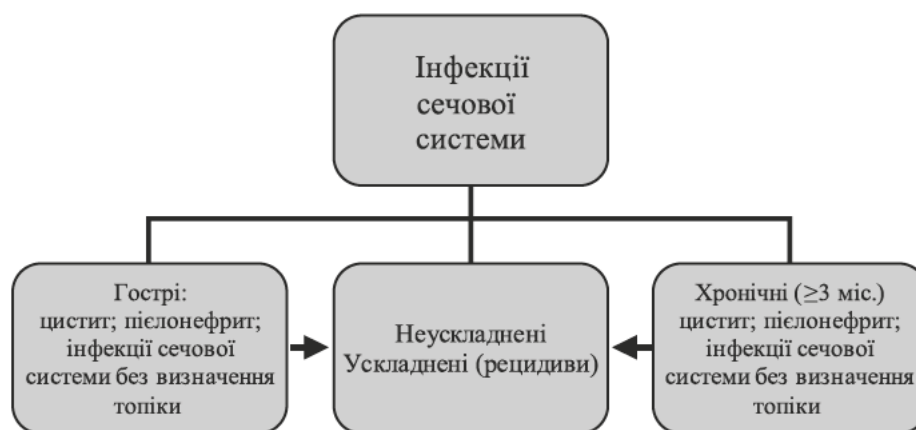 Інфекції
сечової
системи
Гострі:
цистит; пієлонефрит;
інфекції сечової
системи без визначення
топіки
Неускладнені
Ускладнені (рецидиви)
Хронічні (≥3 міс.)
цистит; пієлонефрит;
інфекції сечової
системи без визначення
топіки